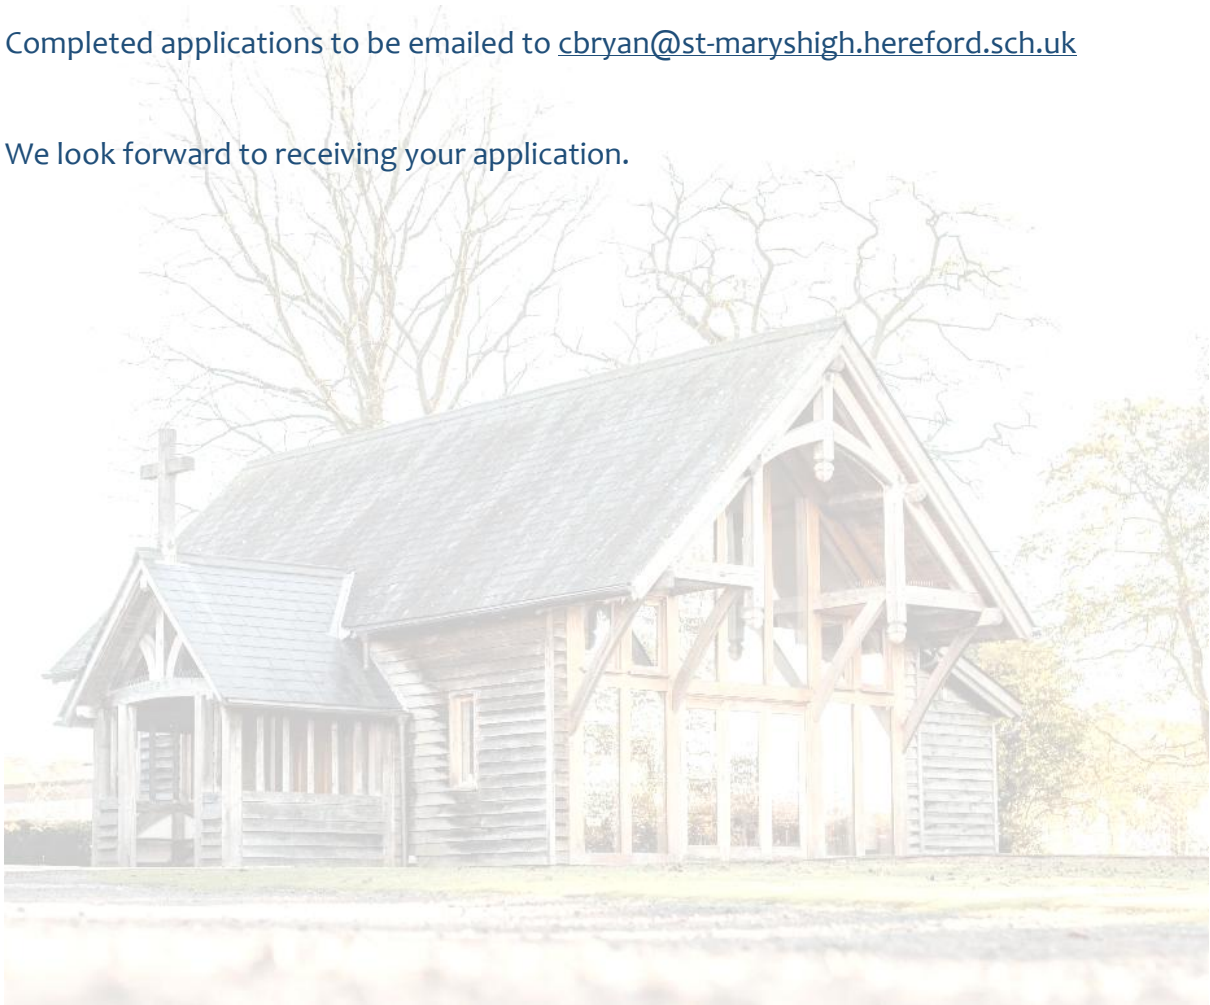 Completed applications to be emailed to cbryan@st-maryshigh.hereford.sch.uk
We look forward to receiving your application.